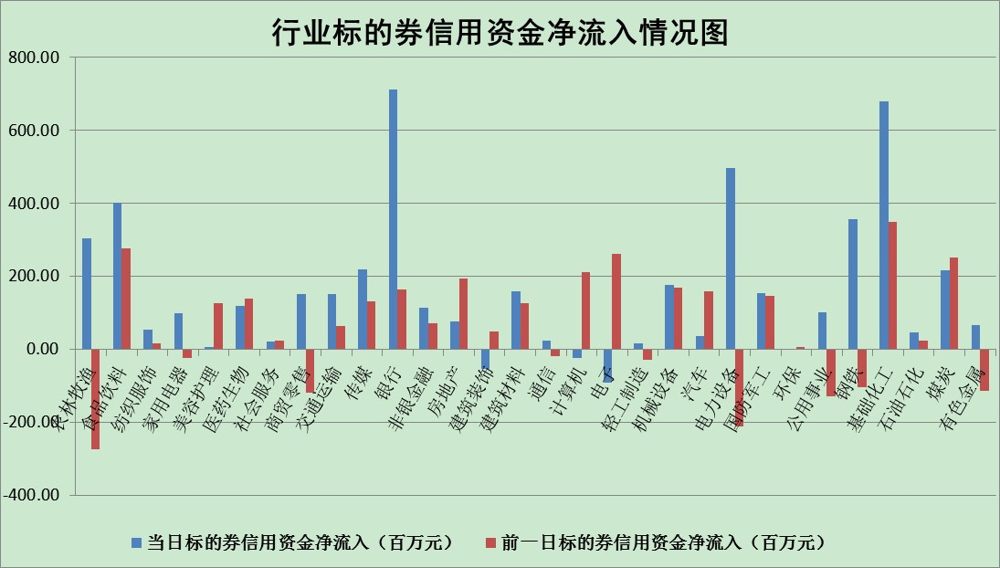 行业标的券信用资金净流入情况图
800.00
600.00
400.00
200.00
0.00
-200.00
-400.00
农林牧渔
食品饮料
纺织服饰
家用电器
美容护理
医药生物
社会服务
商贸零售
交通运输
传媒
银行
非银金融
房地产
建筑装饰
建筑材料
通信
计算机
电子
轻工制造
机械设备
汽车
电力设备
国防军工
环保
公用事业
钢铁
基础化工
石油石化
煤炭
有色金属
当日标的券信用资金净流入（百万元）
前一日标的券信用资金净流入（百万元）